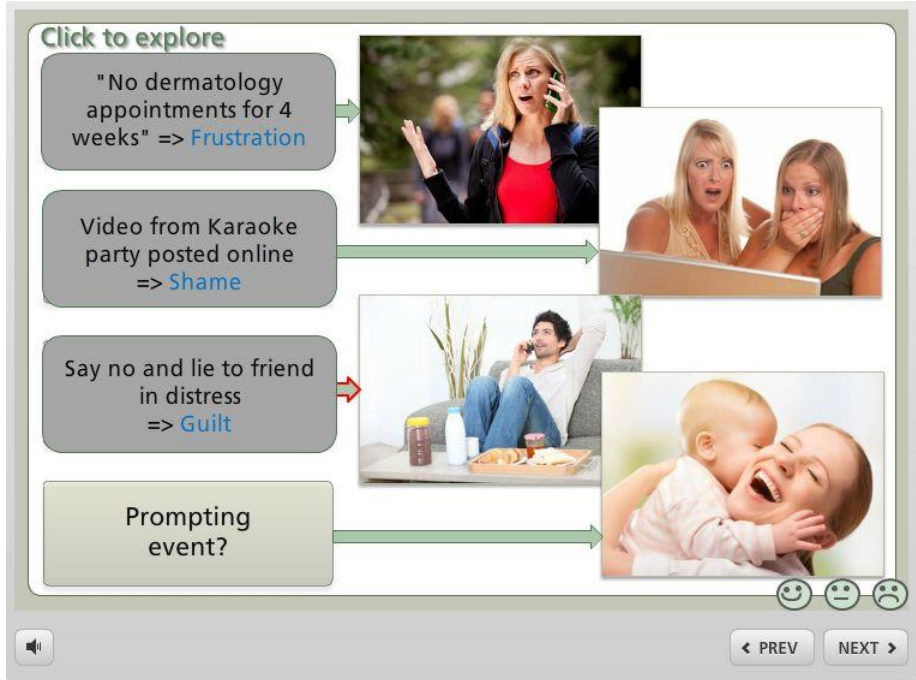 Click to explore
"No dermatology
appointments for 4
weeks" => Frustration
Video from Karaoke
party posted online
=> Shame
Say no and lie to friend
in distress
=> Guilt
Prompting
event?
PREV
NEXT